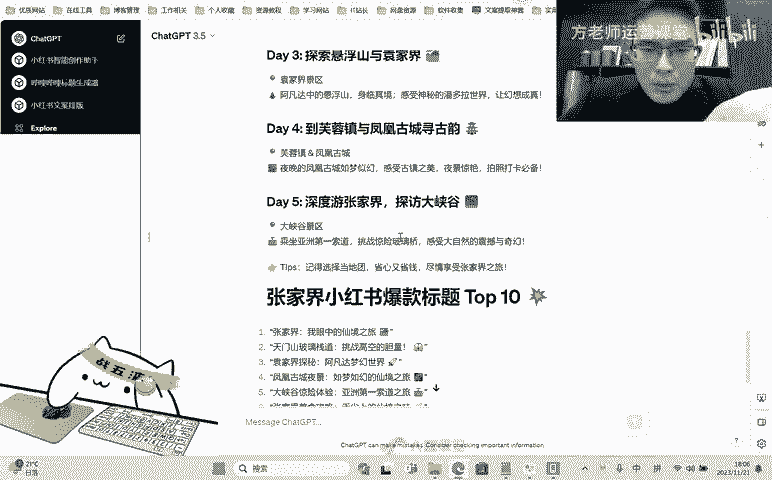 优质网站 在线工具 博客管理 工作相关 个人收藏 资源教程 学习网站 网盘资源 软件收集 文案提取神器
ChatGPT
ChatGPT 3.5
方老师运营课堂 bilibili
小红书智能创作助手
哔哩哔哩标题生成器
小红书文案排版
Explore
Day 3: 探索悬浮山与袁家界
袁家界景区
阿凡达中的悬浮山，身临其境；感受神秘的潘多拉世界，让幻想成真！
Day 4: 到芙蓉镇与凤凰古城寻古韵
芙蓉镇 & 凤凰古城
夜晚的凤凰古城如梦似幻，感受古镇之美，夜景惊艳，拍照打卡必备！
Day 5: 深度游张家界，探访大峡谷
大峡谷景区
乘坐亚洲第一索道，挑战惊险玻璃桥，感受大自然的震撼与奇幻！
Tips：记得选择当地团，省心又省钱，尽情享受张家界之旅！
张家界小红书爆款标题 Top 10
1. “张家界：我眼中的仙境之旅 ”
2. “天门山玻璃栈道：挑战高空的胆量！ ”
3. “袁家界探秘：阿凡达梦幻世界 ”
4. “凤凰古城夜景：如梦如幻的仙境之旅 ”
5. “大峡谷惊险体验：亚洲第一索道之旅 ”
Message ChatGPT...
ChatGPT can make mistakes. Consider checking important information.
21°C
日落
搜索
中
拼
18:06
2023/11/21